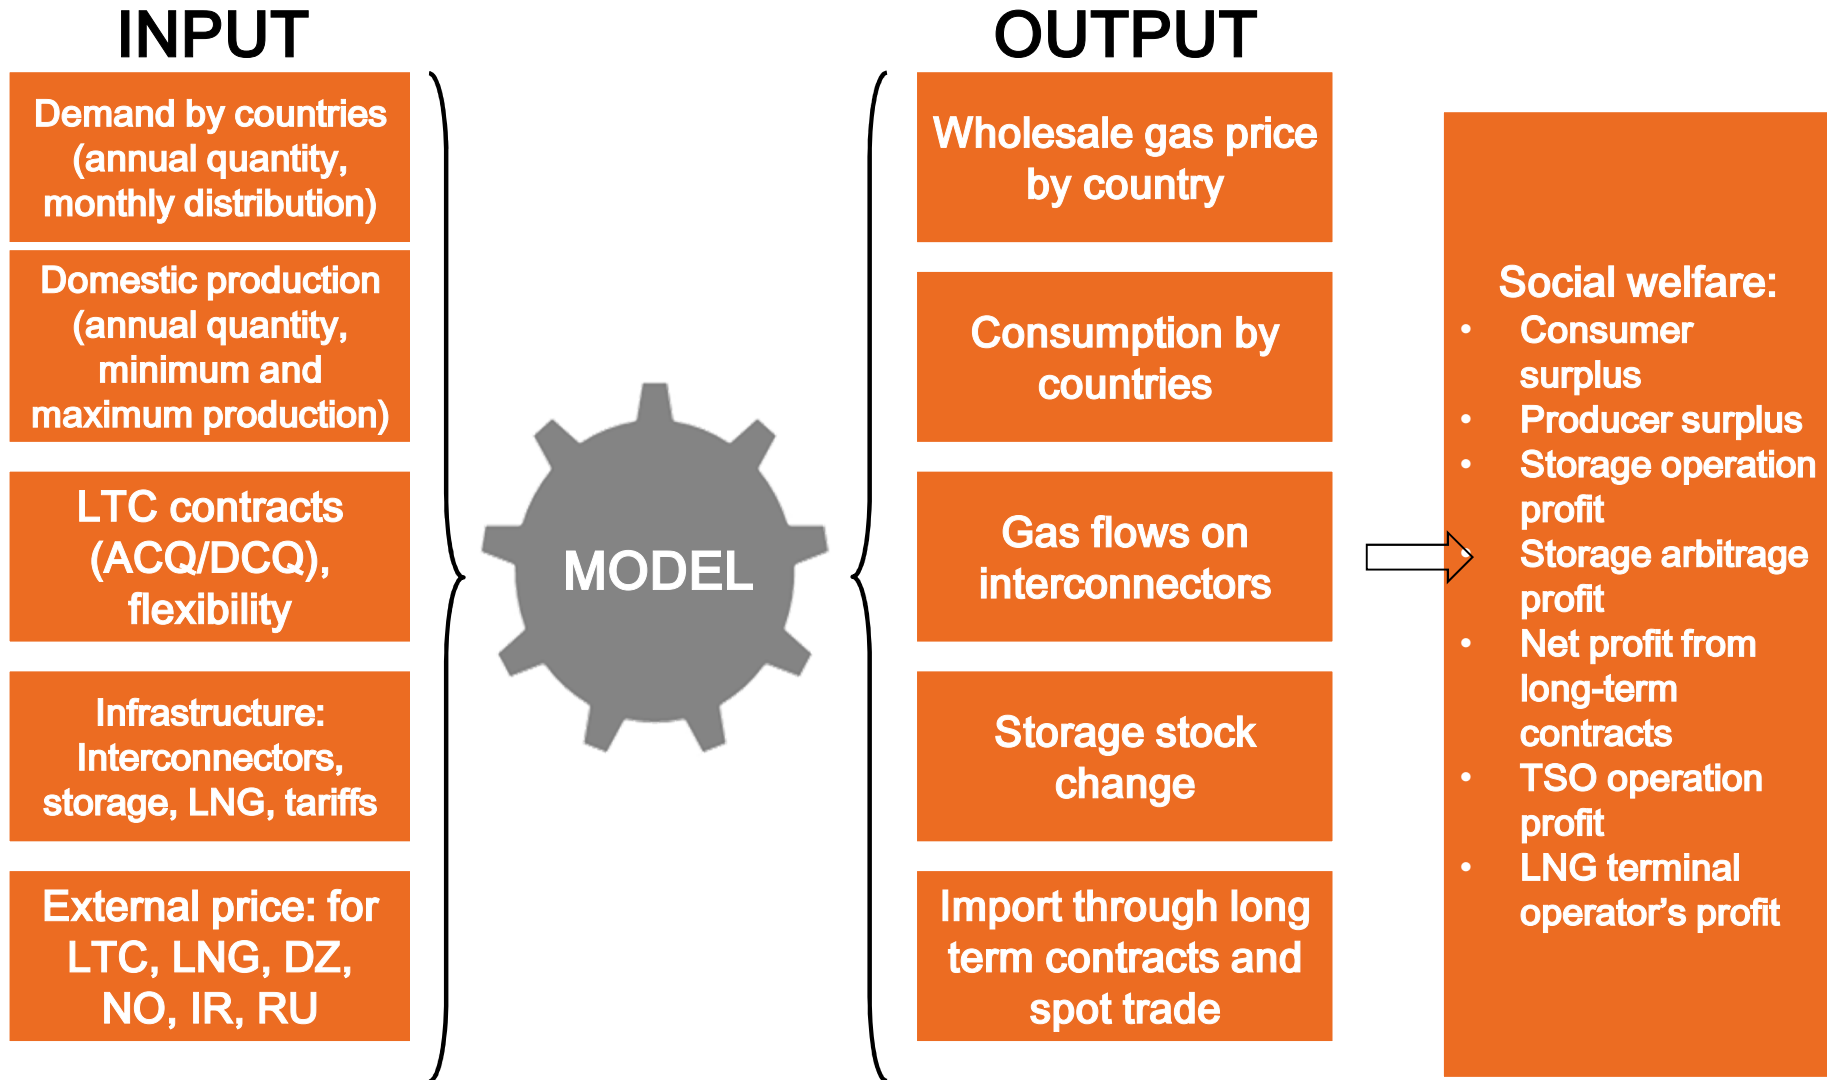 INPUT
Demand by countries
(annual quantity,
monthly distribution)
Domestic production
(annual quantity,
minimum and
maximum production)
LTC contracts
(ACQ/DCQ),
flexibility
Infrastructure:
Interconnectors,
storage, LNG, tariffs
External price: for
LTC, LNG, DZ,
NO, IR, RU
MODEL
OUTPUT
Wholesale gas price
by country
Consumption by
countries
Gas flows on
interconnectors
Storage stock
change
Import through long
term contracts and
spot trade
Social welfare:
• Consumer
surplus
• Producer surplus
• Storage operation
profit
• Storage arbitrage
profit
• Net profit from
long-term
contracts
• TSO operation
profit
• LNG terminal
operator’s profit